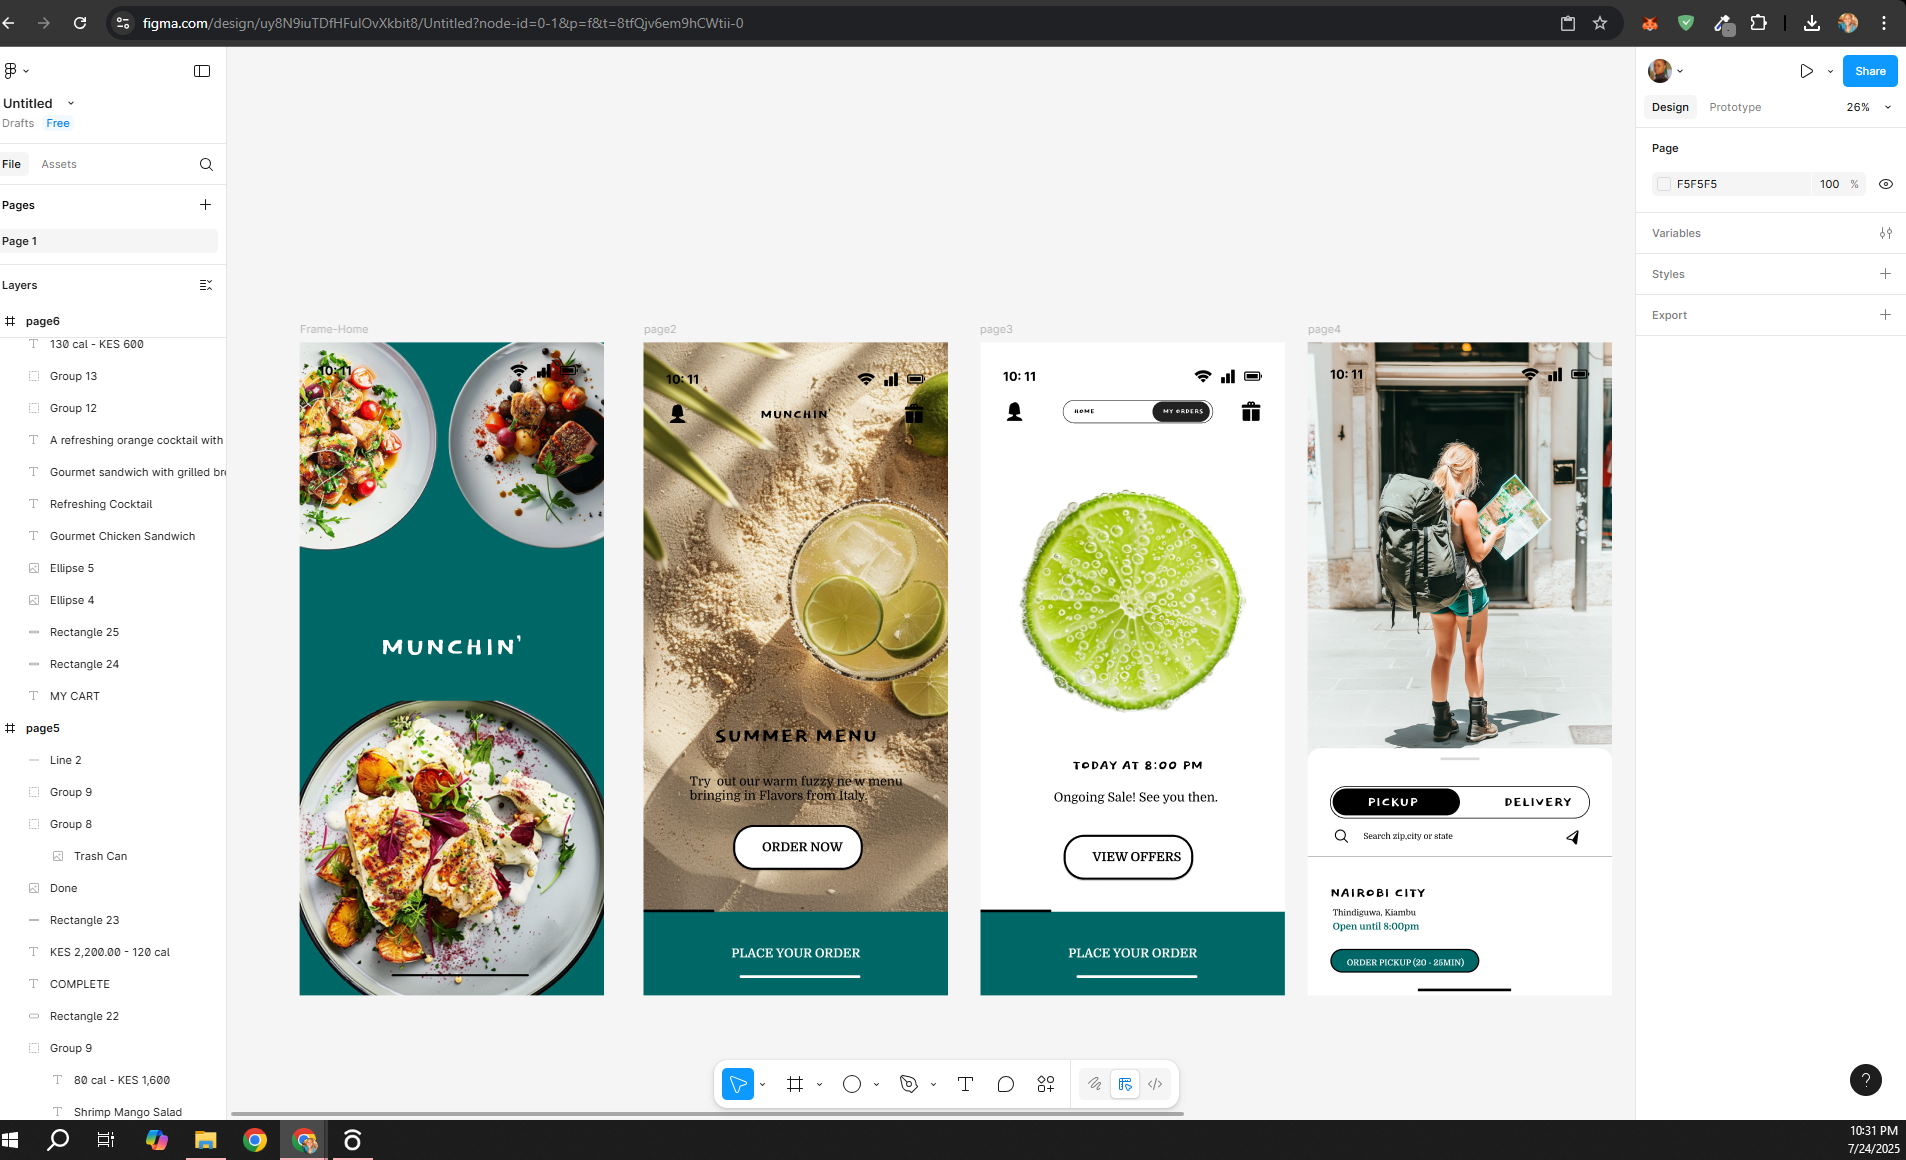 figma.com/design/uy8N9iuTDfHFulOvXkbit8/Untitled?node-id=0-1&p=f&t=8tfQjv6em9hCWtii-0
Untitled
Drafts Free
File Assets
Pages
Page 1
Layers
page6
130 cal - KES 600
Group 13
Group 12
A refreshing orange cocktail with
Gourmet sandwich with grilled bre
Refreshing Cocktail
Gourmet Chicken Sandwich
Ellipse 5
Ellipse 4
Rectangle 25
Rectangle 24
MY CART
page5
Line 2
Group 9
Group 8
Trash Can
Done
Rectangle 23
KES 2,200.00 - 120 cal
COMPLETE
Rectangle 22
Group 9
80 cal - KES 1,600
Shrimp Mango Salad
Frame-Home
10: 11
MUNCHIN'
page2
10: 11
MUNCHIN'
SUMMER MENU
Try out our warm fuzzy ne w menu
bringing in Flavors from Italy.
ORDER NOW
PLACE YOUR ORDER
page3
10: 11
HOME MY ORDERS
TODAY AT 8:00 PM
Ongoing Sale! See you then.
VIEW OFFERS
PLACE YOUR ORDER
page4
10: 11
PICKUP DELIVERY
Search zip,city or state
NAIROBI CITY
Thindiguwa, Kiambu
Open until 8:00pm
ORDER PICKUP (20 - 25MIN)
Share
Design Prototype 26%
Page
F5F5F5 100 %
Variables
Styles
Export
?
10:31 PM
7/24/2025